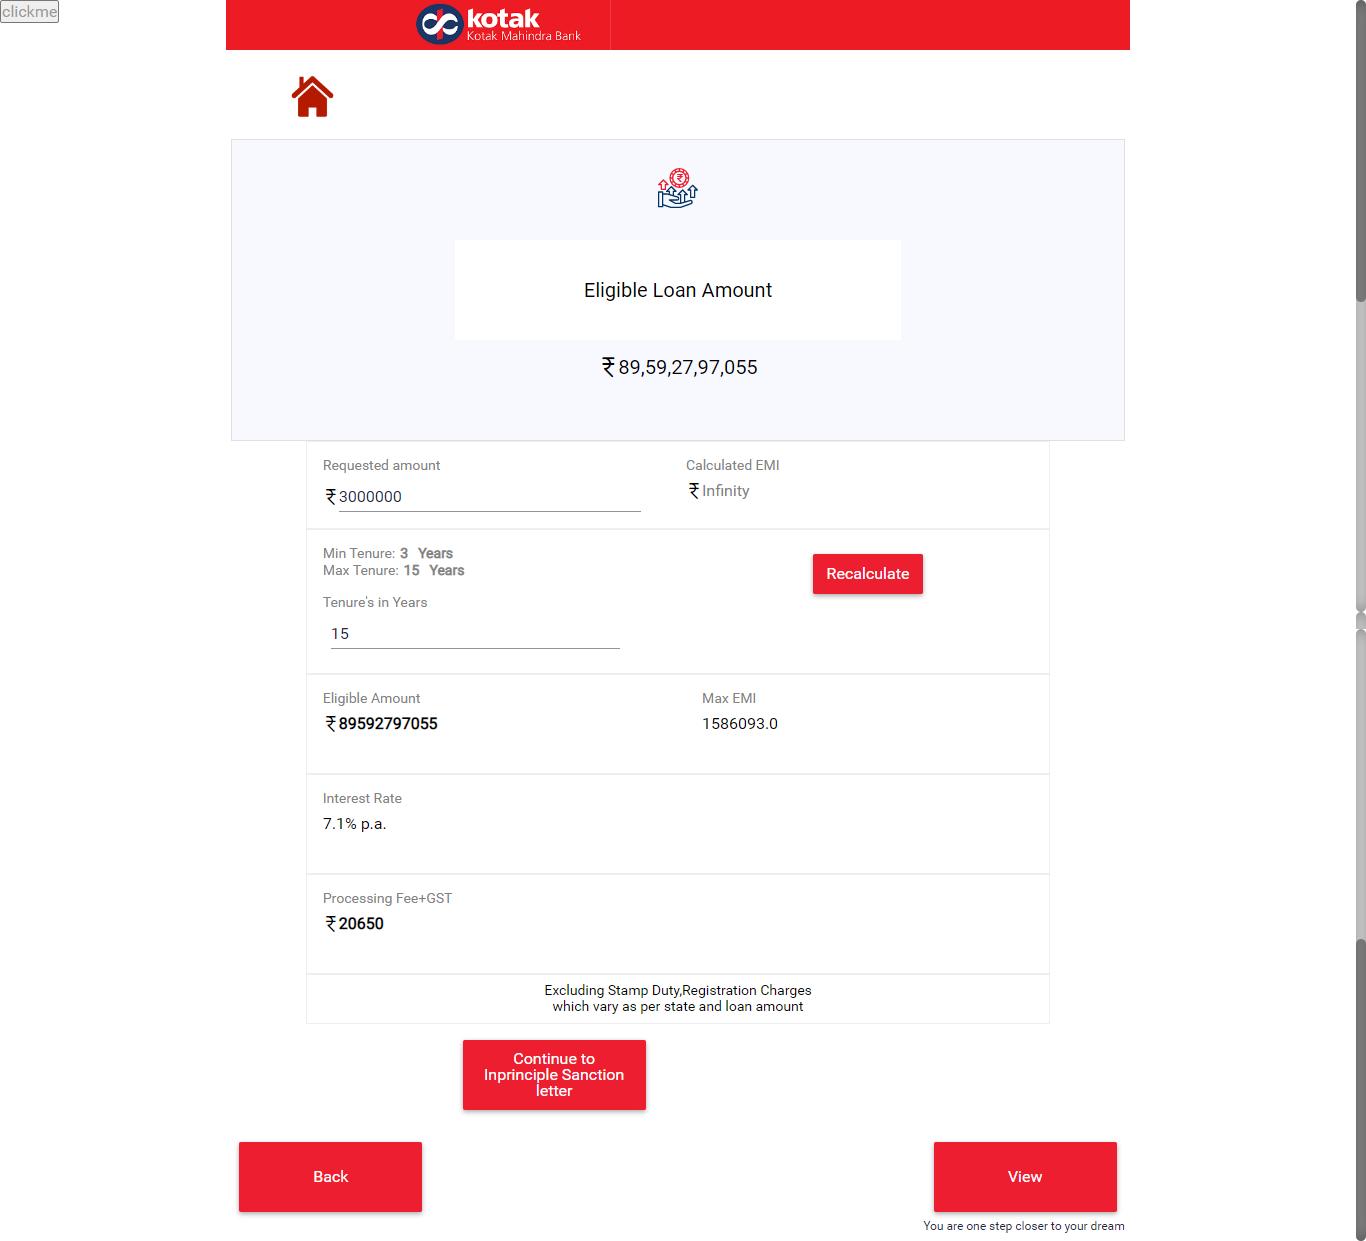 clickme
kotak
Kotak Mahindra Bank
Eligible Loan Amount
₹ 89,59,27,97,055
Requested amount
₹ 3000000
Calculated EMI
₹ Infinity
Min Tenure: 3 Years
Max Tenure: 15 Years
Recalculate
Tenure's in Years
15
Eligible Amount
₹ 89592797055
Max EMI
1586093.0
Interest Rate
7.1% p.a.
Processing Fee+GST
₹ 20650
Excluding Stamp Duty,Registration Charges
which vary as per state and loan amount
Continue to
Inprinciple Sanction
letter
Back
View
You are one step closer to your dream